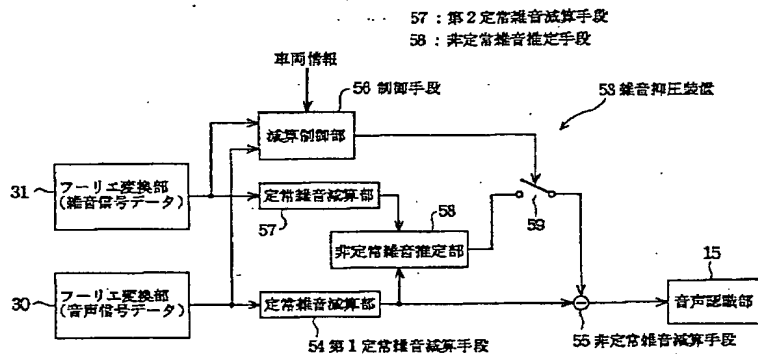 57 : 第2定常雑音減算手段
58 : 非定常雑音推定手段
車両情報
56 制御手段
53 雑音抑圧装置
減算制御部
31
フーリエ変換部
(雑音信号データ)
定常雑音減算部
57
58
59
非定常雑音推定部
15
30
フーリエ変換部
(音声信号データ)
定常雑音減算部
音声認識部
54 第1定常雑音減算手段
55 非定常雑音減算手段